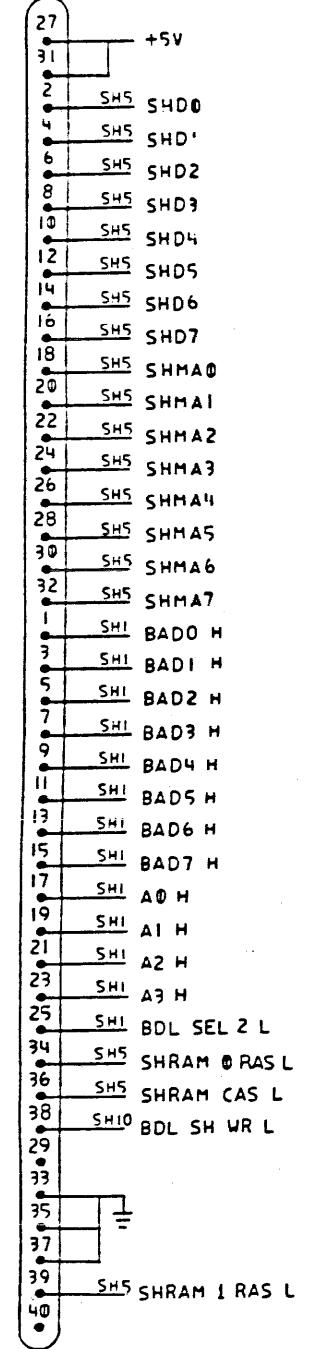 27
+5V
31
2 SH5 SHD0
4 SH5 SHD'
6 SH5 SHD2
8 SH5 SHD3
10 SH5 SHD4
12 SH5 SHD5
14 SH5 SHD6
16 SH5 SHD7
18 SH5 SHMA0
20 SH5 SHMA1
22 SH5 SHMA2
24 SH5 SHMA3
26 SH5 SHMA4
28 SH5 SHMA5
30 SH5 SHMA6
32 SH5 SHMA7
1 SH1 BAD0 H
3 SH1 BAD1 H
5 SH1 BAD2 H
7 SH1 BAD3 H
9 SH1 BAD4 H
11 SH1 BAD5 H
13 SH1 BAD6 H
15 SH1 BAD7 H
17 SH1 A0 H
19 SH1 A1 H
21 SH1 A2 H
23 SH1 A3 H
25 SH1 BDL SEL 2 L
34 SH5 SHRAM 0 RAS L
36 SH5 SHRAM CAS L
38 SH10 BDL SH WR L
29
33
35
37
39 SH5 SHRAM 1 RAS L
40